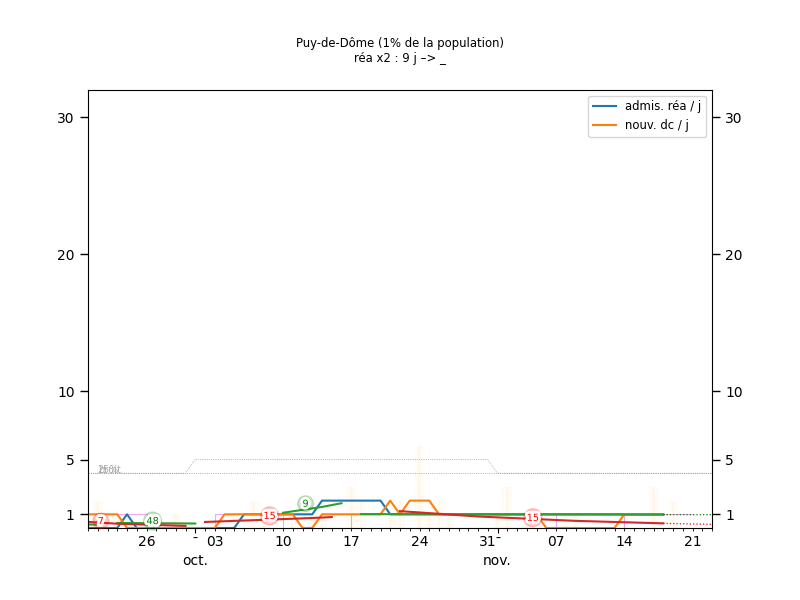 Puy-de-Dôme (1% de la population)
réa x2 : 9 j –> _
admis. réa / j
nouv. dc / j
30 30
20 20
10 10
5 5
1 1
9
15
15
7
48
26 - 03 10 17 24 31 - 07 14 21
oct. nov.